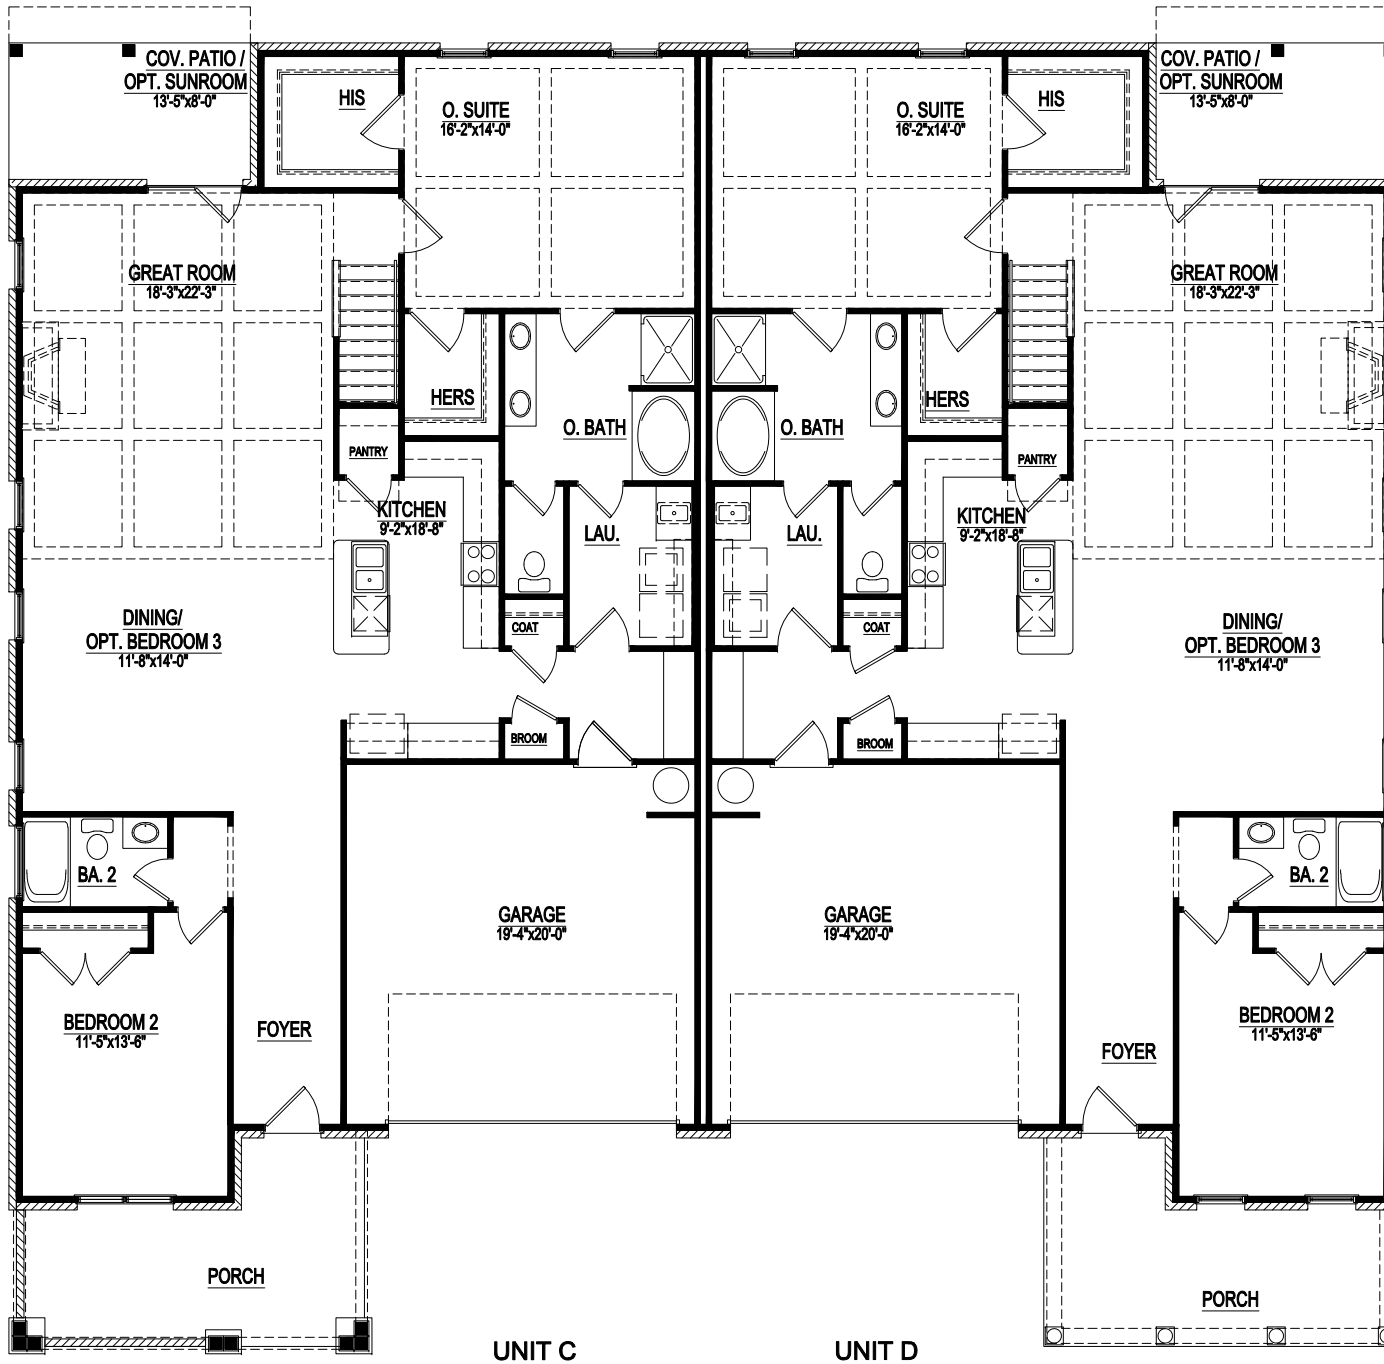 COV. PATIO /
OPT. SUNROOM
13'-5"x8'-0"
HIS
O. SUITE
16'-2"x14'-0"
O. SUITE
16'-2"x14'-0"
HIS
COV. PATIO /
OPT. SUNROOM
13'-5"x8'-0"
GREAT ROOM
18'-3"x22'-3"
GREAT ROOM
18'-3"x22'-3"
HERS
O. BATH
O. BATH
HERS
PANTRY
PANTRY
KITCHEN
9'-2"x18'-8"
LAU.
LAU.
KITCHEN
9'-2"x18'-8"
DINING/
OPT. BEDROOM 3
11'-8"x14'-0"
COAT
COAT
DINING/
OPT. BEDROOM 3
11'-8"x14'-0"
BROOM
BROOM
BA. 2
BA. 2
GARAGE
19'-4"x20'-0"
GARAGE
19'-4"x20'-0"
BEDROOM 2
11'-5"x13'-6"
FOYER
FOYER
BEDROOM 2
11'-5"x13'-6"
PORCH
PORCH
UNIT C
UNIT D